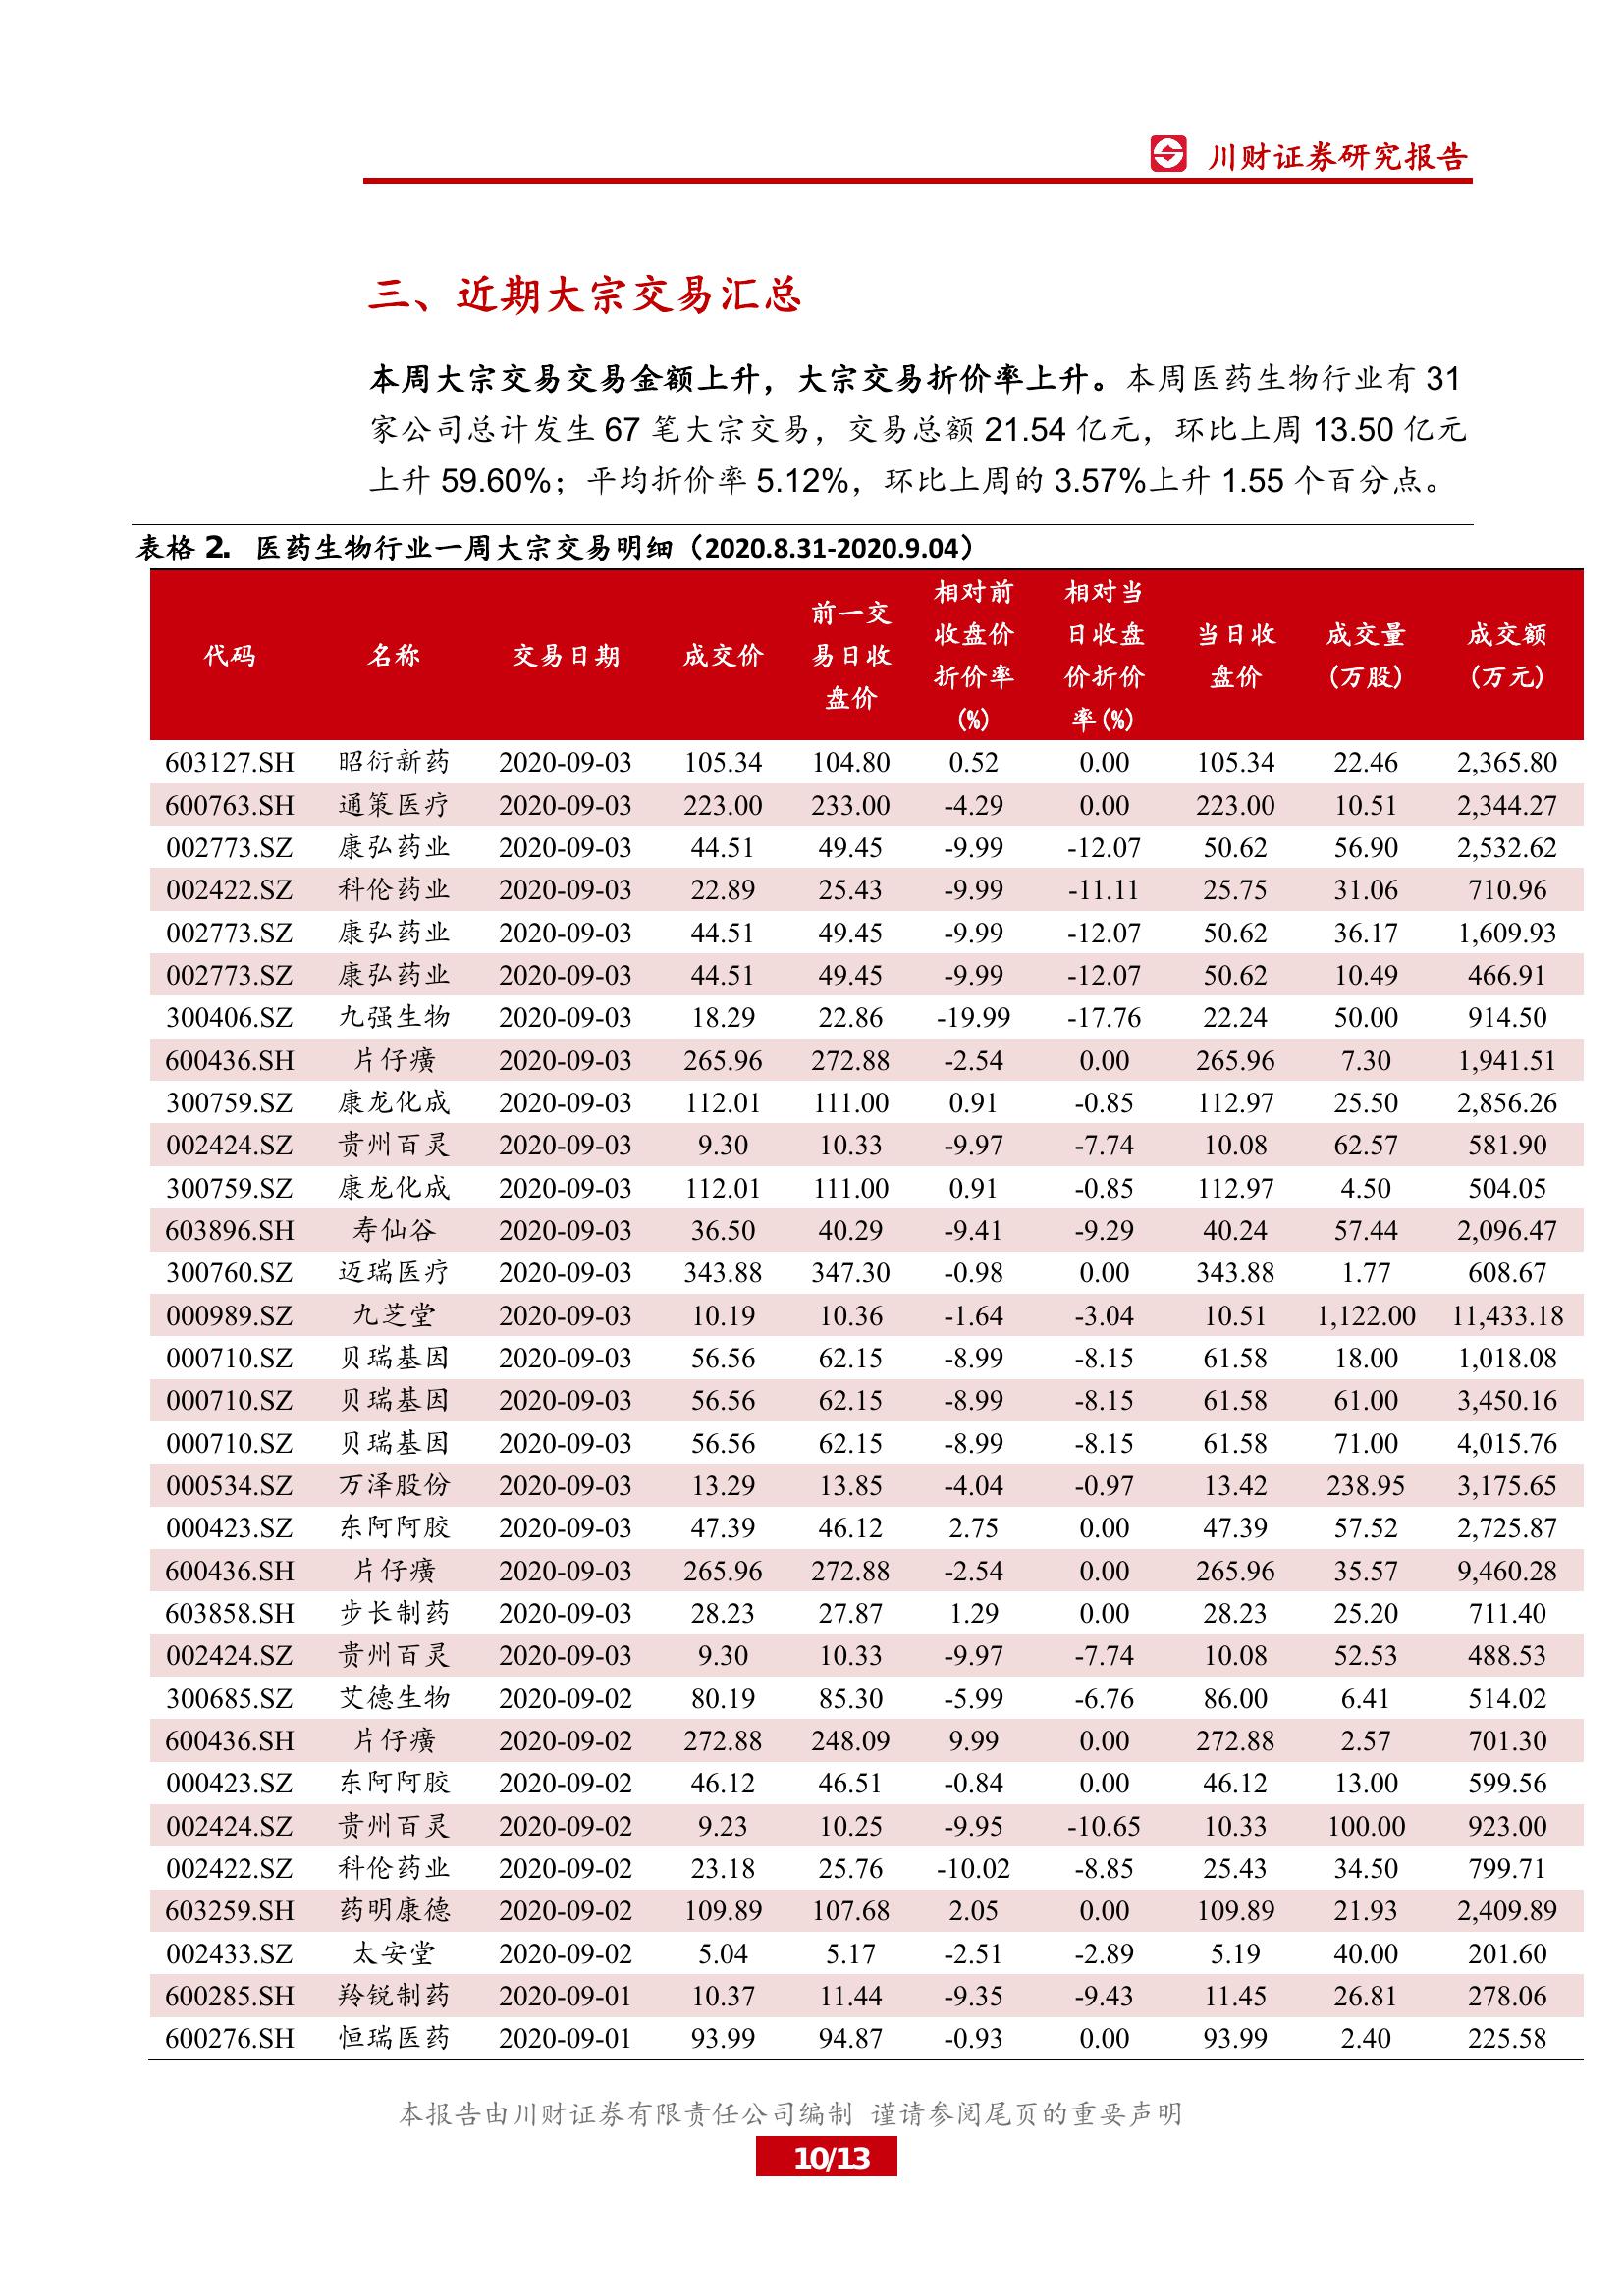 川财证券研究报告
三、近期大宗交易汇总
本周大宗交易交易金额上升，大宗交易折价率上升。本周医药生物行业有 31
家公司总计发生 67 笔大宗交易，交易总额 21.54 亿元，环比上周 13.50 亿元
上升 59.60%；平均折价率 5.12%，环比上周的 3.57%上升 1.55 个百分点。
表格 2. 医药生物行业一周大宗交易明细（2020.8.31-2020.9.04）
代码 名称 交易日期 成交价 前一交易日收盘价 相对前收盘价折价率(%) 相对当日收盘价折价率(%) 当日收盘价 成交量(万股) 成交额(万元)
603127.SH 昭衍新药 2020-09-03 105.34 104.80 0.52 0.00 105.34 22.46 2,365.80
600763.SH 通策医疗 2020-09-03 223.00 233.00 -4.29 0.00 223.00 10.51 2,344.27
002773.SZ 康弘药业 2020-09-03 44.51 49.45 -9.99 -12.07 50.62 56.90 2,532.62
002422.SZ 科伦药业 2020-09-03 22.89 25.43 -9.99 -11.11 25.75 31.06 710.96
002773.SZ 康弘药业 2020-09-03 44.51 49.45 -9.99 -12.07 50.62 36.17 1,609.93
002773.SZ 康弘药业 2020-09-03 44.51 49.45 -9.99 -12.07 50.62 10.49 466.91
300406.SZ 九强生物 2020-09-03 18.29 22.86 -19.99 -17.76 22.24 50.00 914.50
600436.SH 片仔癀 2020-09-03 265.96 272.88 -2.54 0.00 265.96 7.30 1,941.51
300759.SZ 康龙化成 2020-09-03 112.01 111.00 0.91 -0.85 112.97 25.50 2,856.26
002424.SZ 贵州百灵 2020-09-03 9.30 10.33 -9.97 -7.74 10.08 62.57 581.90
300759.SZ 康龙化成 2020-09-03 112.01 111.00 0.91 -0.85 112.97 4.50 504.05
603896.SH 寿仙谷 2020-09-03 36.50 40.29 -9.41 -9.29 40.24 57.44 2,096.47
300760.SZ 迈瑞医疗 2020-09-03 343.88 347.30 -0.98 0.00 343.88 1.77 608.67
000989.SZ 九芝堂 2020-09-03 10.19 10.36 -1.64 -3.04 10.51 1,122.00 11,433.18
000710.SZ 贝瑞基因 2020-09-03 56.56 62.15 -8.99 -8.15 61.58 18.00 1,018.08
000710.SZ 贝瑞基因 2020-09-03 56.56 62.15 -8.99 -8.15 61.58 61.00 3,450.16
000710.SZ 贝瑞基因 2020-09-03 56.56 62.15 -8.99 -8.15 61.58 71.00 4,015.76
000534.SZ 万泽股份 2020-09-03 13.29 13.85 -4.04 -0.97 13.42 238.95 3,175.65
000423.SZ 东阿阿胶 2020-09-03 47.39 46.12 2.75 0.00 47.39 57.52 2,725.87
600436.SH 片仔癀 2020-09-03 265.96 272.88 -2.54 0.00 265.96 35.57 9,460.28
603858.SH 步长制药 2020-09-03 28.23 27.87 1.29 0.00 28.23 25.20 711.40
002424.SZ 贵州百灵 2020-09-03 9.30 10.33 -9.97 -7.74 10.08 52.53 488.53
300685.SZ 艾德生物 2020-09-02 80.19 85.30 -5.99 -6.76 86.00 6.41 514.02
600436.SH 片仔癀 2020-09-02 272.88 248.09 9.99 0.00 272.88 2.57 701.30
000423.SZ 东阿阿胶 2020-09-02 46.12 46.51 -0.84 0.00 46.12 13.00 599.56
002424.SZ 贵州百灵 2020-09-02 9.23 10.25 -9.95 -10.65 10.33 100.00 923.00
002422.SZ 科伦药业 2020-09-02 23.18 25.76 -10.02 -8.85 25.43 34.50 799.71
603259.SH 药明康德 2020-09-02 109.89 107.68 2.05 0.00 109.89 21.93 2,409.89
002433.SZ 太安堂 2020-09-02 5.04 5.17 -2.51 -2.89 5.19 40.00 201.60
600285.SH 羚锐制药 2020-09-01 10.37 11.44 -9.35 -9.43 11.45 26.81 278.06
600276.SH 恒瑞医药 2020-09-01 93.99 94.87 -0.93 0.00 93.99 2.40 225.58
本报告由川财证券有限责任公司编制 谨请参阅尾页的重要声明
10/13